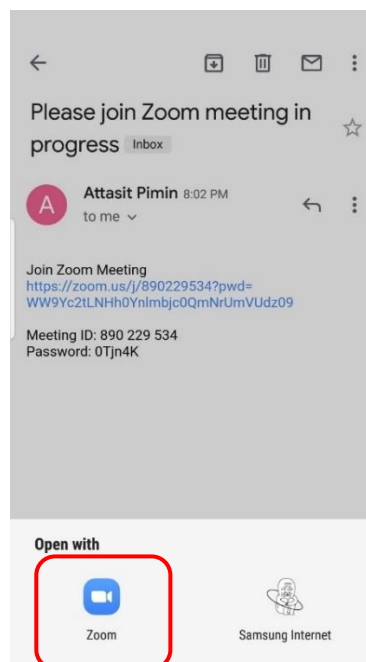 Please join Zoom meeting in
progress Inbox
A
Attasit Pimin 8:02 PM
to me
Join Zoom Meeting
https://zoom.us/j/890229534?pwd=
WW9Yc2tLNHh0Ynlmbjc0QmNrUmVUdz09
Meeting ID: 890 229 534
Password: 0Tjn4K
Open with
Zoom Samsung Internet